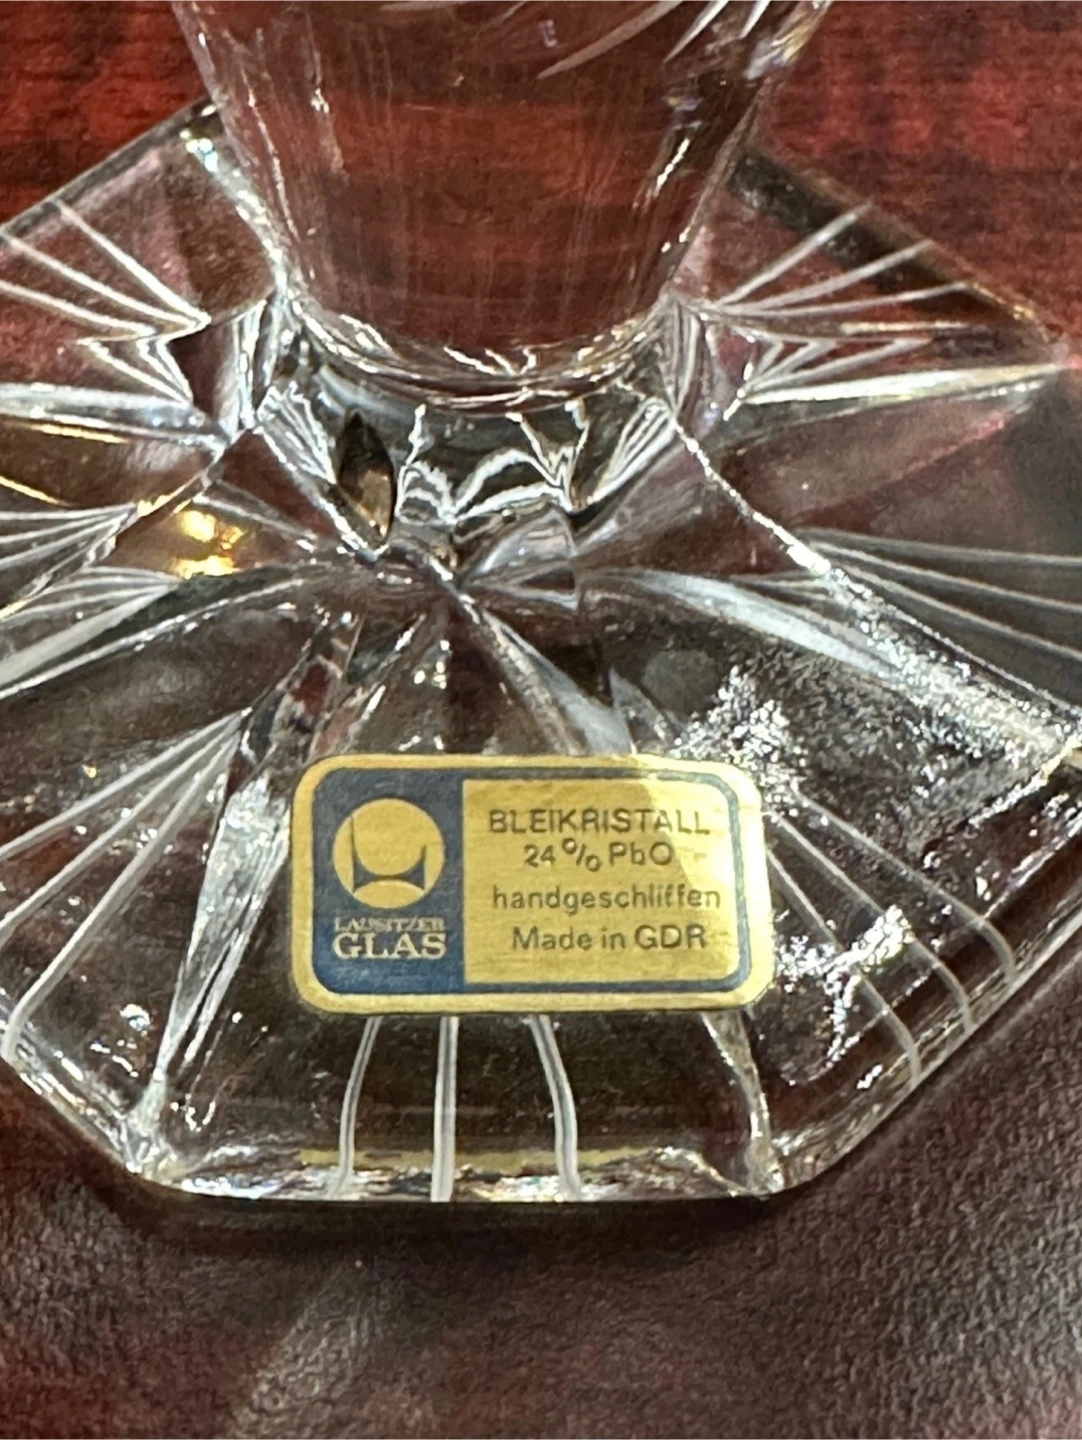 BLEIKRISTALL
24% PbO
handgeschliffen
Made in GDR
LAUSITZER
GLAS